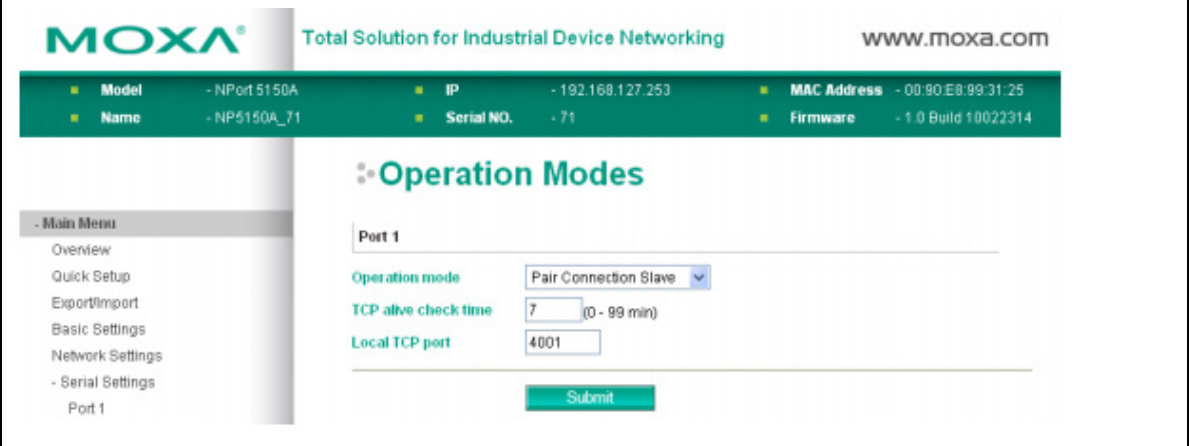 MOXA® Total Solution for Industrial Device Networking www.moxa.com
Model - NPort 5150A IP - 192.168.127.253 MAC Address - 00:90:E8:99:31:25
Name - NP5150A_71 Serial NO. - 71 Firmware - 1.0 Build 10022314
Operation Modes
- Main Menu
Overview
Quick Setup
Export/Import
Basic Settings
Network Settings
- Serial Settings
Port 1
Port 1
Operation mode Pair Connection Slave
TCP alive check time 7 (0 - 99 min)
Local TCP port 4001
Submit